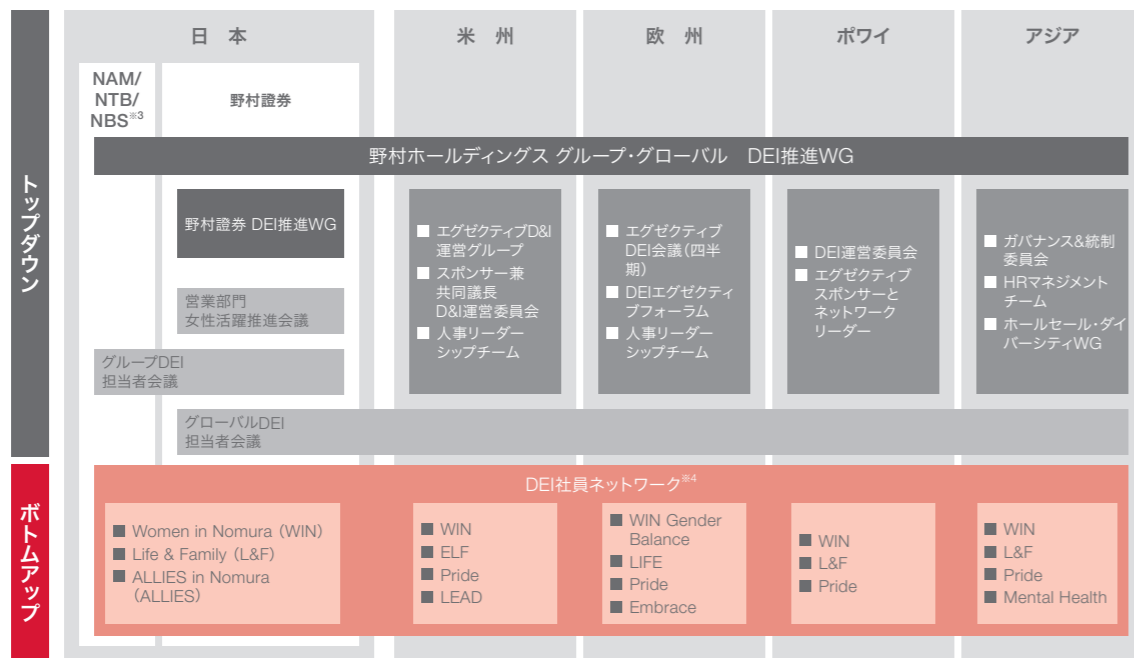 日 本
米 州
欧 州
ポワイ
アジア
NAM/
NTB/
NBS※3
野村證券
トップダウン
野村ホールディングス グループ・グローバル DEI推進WG
野村證券 DEI推進WG
営業部門
女性活躍推進会議
グループDEI
担当者会議
グローバルDEI
担当者会議
■ エグゼクティブD&I
運営グループ
■ スポンサー兼
共同議長
D&I運営委員会
■ 人事リーダー
シップチーム
■ エグゼクティブ
DEI会議(四半
期)
■ DEIエグゼクティ
ブフォーラム
■ 人事リーダー
シップチーム
■ DEI運営委員会
■ エグゼクティブ
スポンサーと
ネットワーク
リーダー
■ ガバナンス&統制
委員会
■ HRマネジメント
チーム
■ ホールセール・ダイ
バーシティWG
ボトムアップ
DEI社員ネットワーク※4
■ Women in Nomura (WIN)
■ Life & Family (L&F)
■ ALLIES in Nomura
(ALLIES)
■ WIN
■ ELF
■ Pride
■ LEAD
■ WIN Gender
Balance
■ LIFE
■ Pride
■ Embrace
■ WIN
■ L&F
■ Pride
■ WIN
■ L&F
■ Pride
■ Mental Health